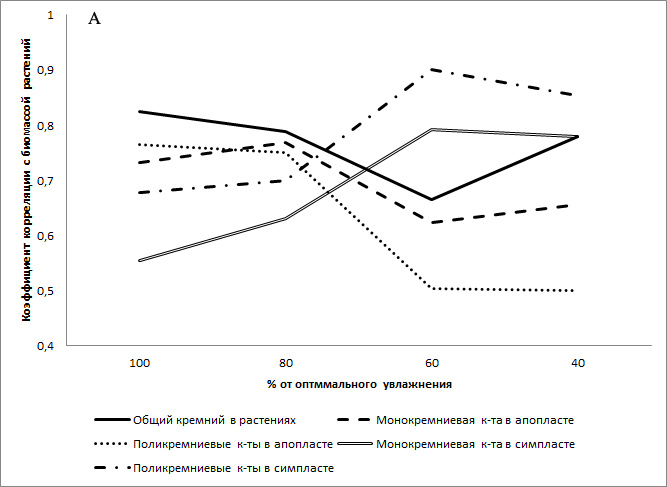 А
Коэффициент корреляции с биомассой растений
1
0,9
0,8
0,7
0,6
0,5
0,4
100 80 60 40
% от оптммального увлажнения
Общий кремний в растениях
Монокремниевая к-та в апопласте
Поликремниевые к-ты в апопласте
Монокремниевая к-та в симпласте
Поликремниевые к-ты в симпласте